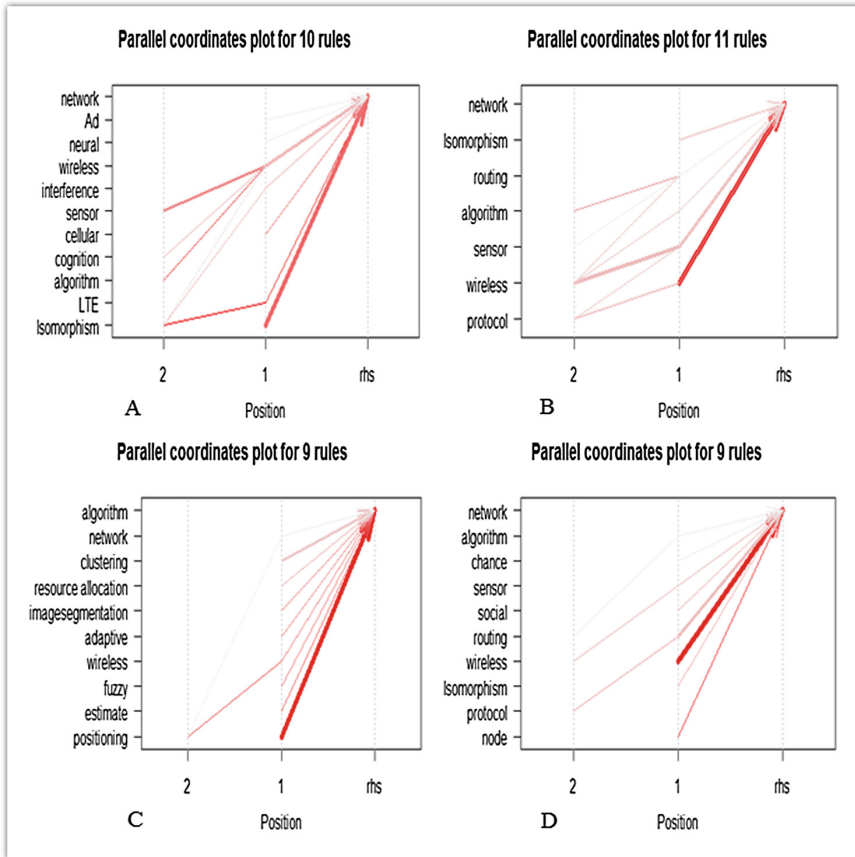 Parallel coordinates plot for 10 rules
network
Ad
neural
wireless
interference
sensor
cellular
cognition
algorithm
LTE
Isomorphism
2 1 rhs
A Position
Parallel coordinates plot for 11 rules
network
Isomorphism
routing
algorithm
sensor
wireless
protocol
2 1 rhs
B Position
Parallel coordinates plot for 9 rules
algorithm
network
clustering
resource allocation
imagesegmentation
adaptive
wireless
fuzzy
estimate
positioning
2 1 rhs
C Position
Parallel coordinates plot for 9 rules
network
algorithm
chance
sensor
social
routing
wireless
Isomorphism
protocol
node
2 1 rhs
D Position